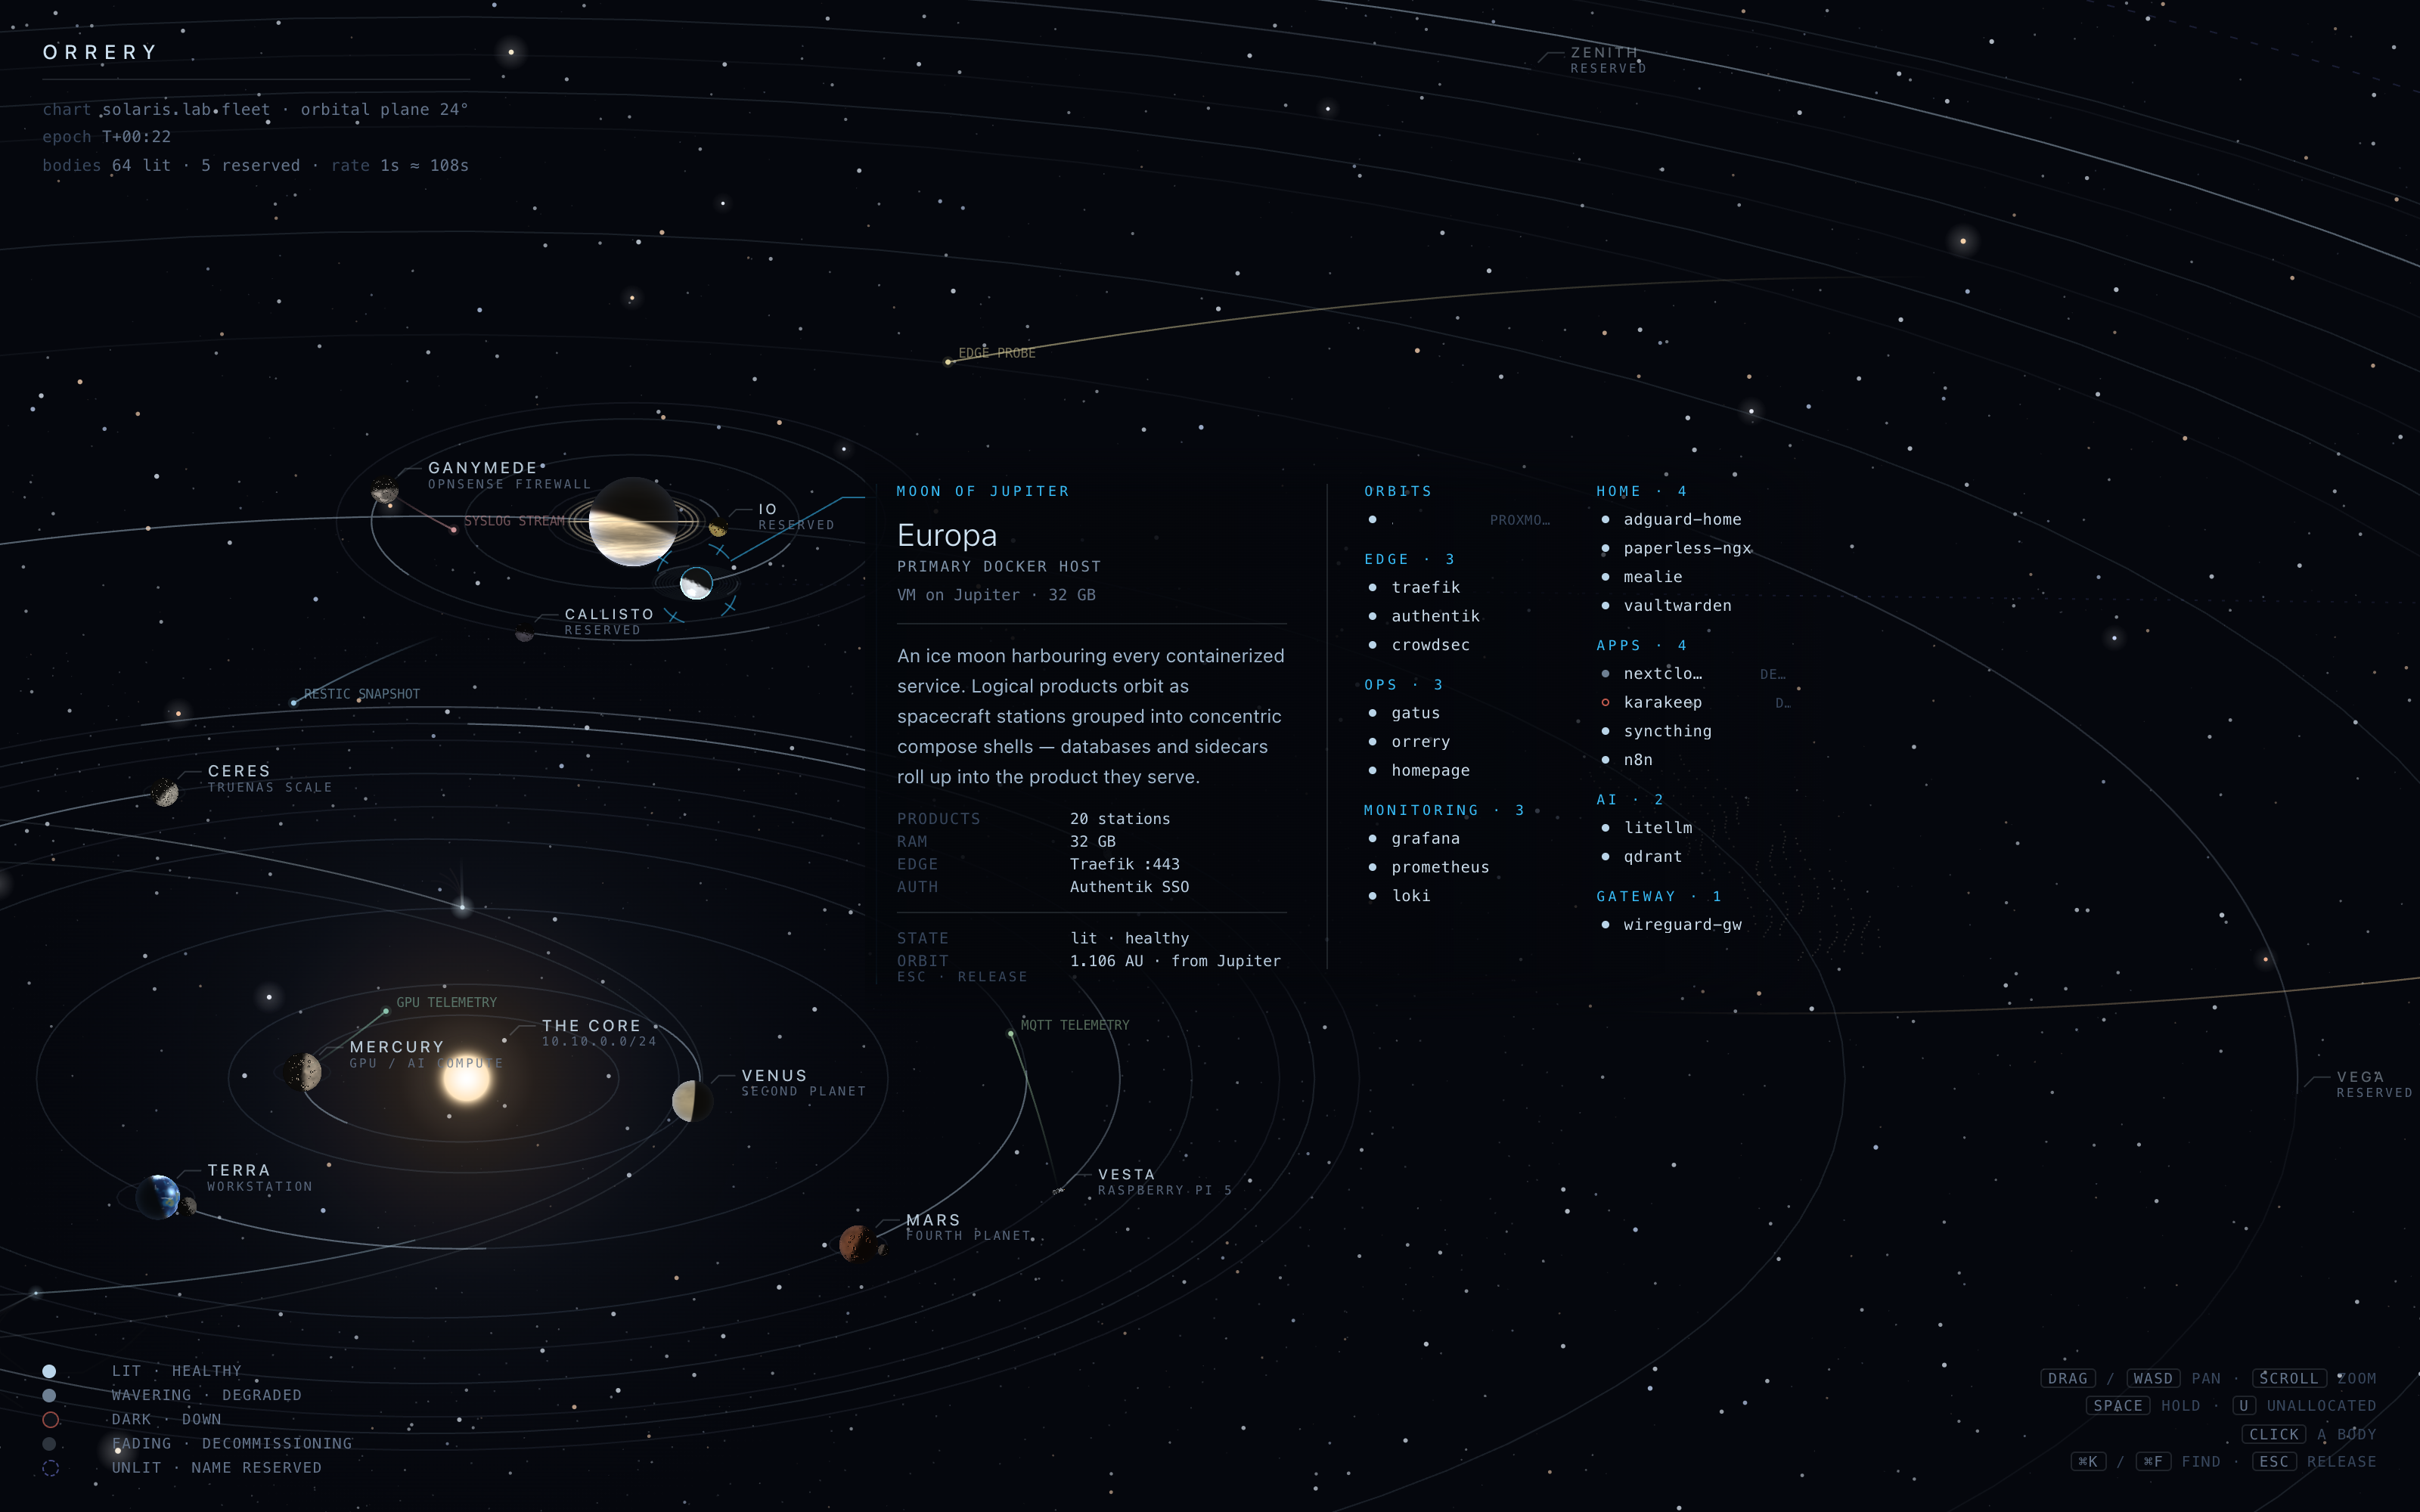 ORRERY
chart solaris.lab.fleet · orbital plane 24°
epoch T+00:22
bodies 64 lit · 5 reserved · rate 1s ≈ 108s
ZENITH
RESERVED
EDGE PROBE
GANYMEDE
OPNSENSE FIREWALL
SYSLOG STREAM
IO
RESERVED
CALLISTO
RESERVED
RESTIC SNAPSHOT
CERES
TRUENAS SCALE
GPU TELEMETRY
THE CORE
10.10.0.0/24
MERCURY
GPU / AI COMPUTE
VENUS
SECOND PLANET
TERRA
WORKSTATION
MARS
FOURTH PLANET
MQTT TELEMETRY
VESTA
RASPBERRY PI 5
VEGA
RESERVED
MOON OF JUPITER
Europa
PRIMARY DOCKER HOST
VM on Jupiter · 32 GB
An ice moon harbouring every containerized
service. Logical products orbit as
spacecraft stations grouped into concentric
compose shells — databases and sidecars
roll up into the product they serve.
PRODUCTS 20 stations
RAM 32 GB
EDGE Traefik :443
AUTH Authentik SSO
STATE lit · healthy
ORBIT 1.106 AU · from Jupiter
ESC · RELEASE
ORBITS
. PROXMO…
EDGE · 3
traefik
authentik
crowdsec
OPS · 3
gatus
orrery
homepage
MONITORING · 3
grafana
prometheus
loki
HOME · 4
adguard-home
paperless-ngx
mealie
vaultwarden
APPS · 4
nextclo… DE…
karakeep D…
syncthing
n8n
AI · 2
litellm
qdrant
GATEWAY · 1
wireguard-gw
LIT · HEALTHY
WAVERING · DEGRADED
DARK · DOWN
FADING · DECOMMISSIONING
UNLIT · NAME RESERVED
DRAG / WASD PAN · SCROLL ZOOM
SPACE HOLD · U UNALLOCATED
CLICK A BODY
⌘K / ⌘F FIND · ESC RELEASE